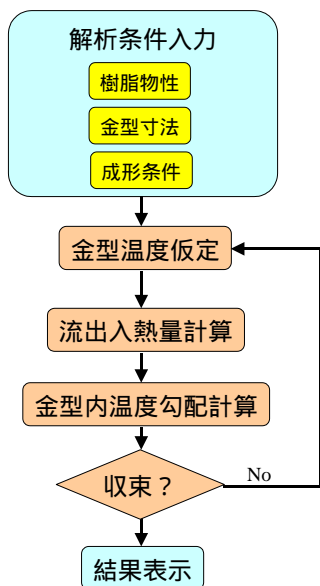 解析条件入力
樹脂物性
金型寸法
成形条件
金型温度仮定
流出入熱量計算
金型内温度勾配計算
収束？
No
結果表示